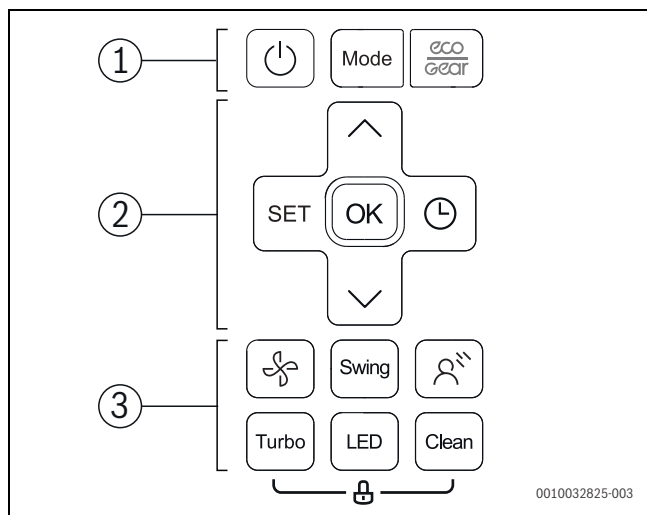 1
Mode
eco
Gear
2
SET
OK
3
Swing
Turbo
LED
Clean
0010032825-003